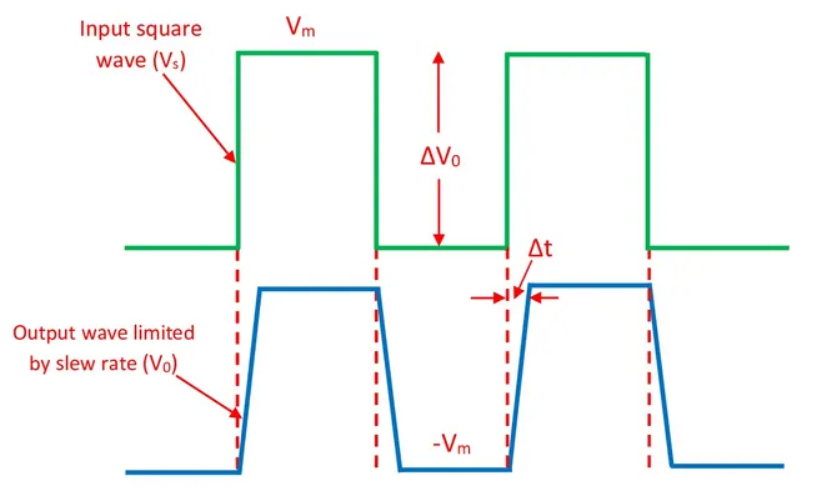 Input square
wave (Vₛ)
Vₘ
ΔV₀
Δt
Output wave limited
by slew rate (V₀)
-Vₘ